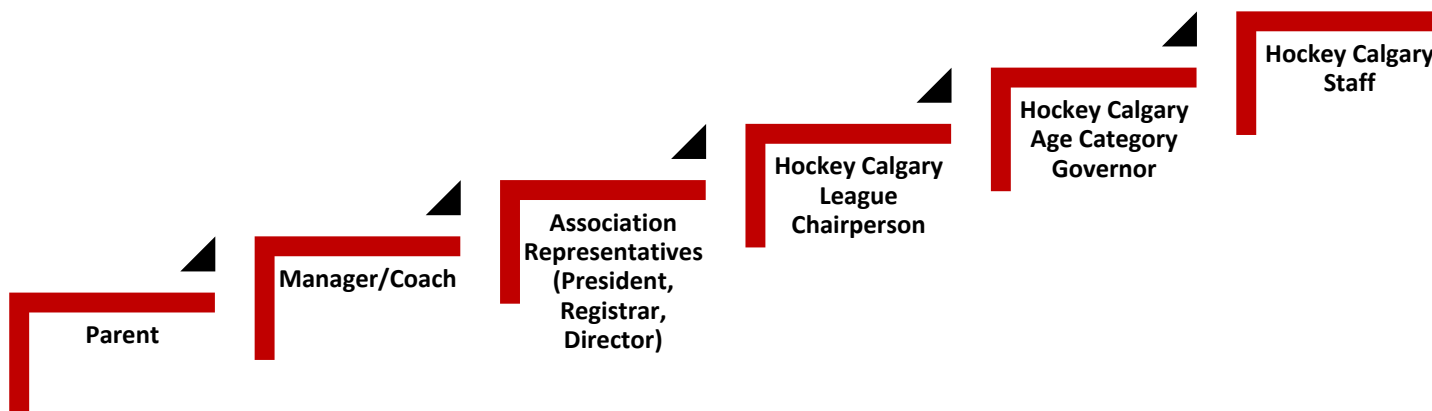 Parent
Manager/Coach
Association
Representatives
(President,
Registrar,
Director)
Hockey Calgary
League
Chairperson
Hockey Calgary
Age Category
Governor
Hockey Calgary
Staff